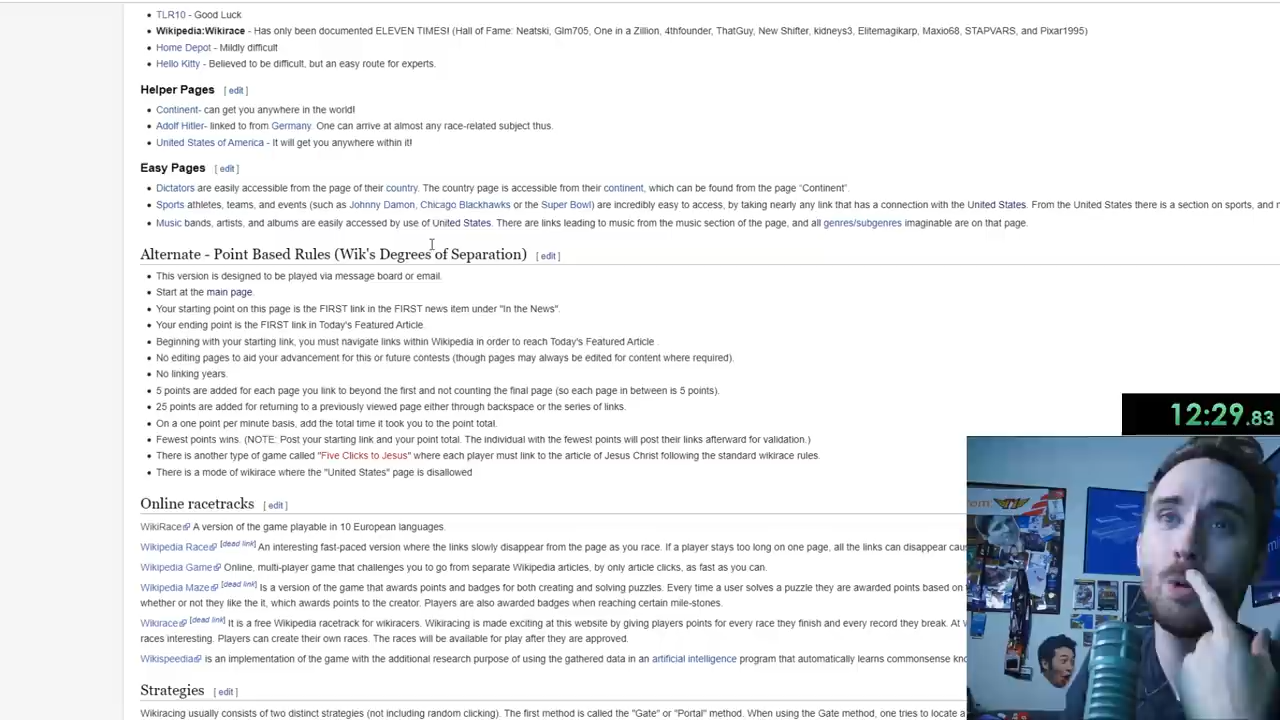 TLR10 - Good Luck
Wikipedia:Wikirace - Has only been documented ELEVEN TIMES! (Hall of Fame: Neatski, Glm705, One in a Zillion, 4thfounder, ThatGuy, New Shifter, kidneys3, Elitemagikarp, Maxio68, STAPVARS, and Pixar1995)
Home Depot - Mildly difficult
Hello Kitty - Believed to be difficult, but an easy route for experts.
Helper Pages [ edit ]
Continent- can get you anywhere in the world!
Adolf Hitler- linked to from Germany. One can arrive at almost any race-related subject thus.
United States of America - It will get you anywhere within it!
Easy Pages [ edit ]
Dictators are easily accessible from the page of their country. The country page is accessible from their continent, which can be found from the page "Continent".
Sports athletes, teams, and events (such as Johnny Damon, Chicago Blackhawks or the Super Bowl) are incredibly easy to access, by taking nearly any link that has a connection with the United States. From the United States there is a section on sports, and
Music bands, artists, and albums are easily accessed by use of United States. There are links leading to music from the music section of the page, and all genres/subgenres imaginable are on that page.
Alternate - Point Based Rules (Wik's Degrees of Separation) [ edit ]
This version is designed to be played via message board or email.
Start at the main page.
Your starting point on this page is the FIRST link in the FIRST news item under "In the News".
Your ending point is the FIRST link in Today's Featured Article
Beginning with your starting link, you must navigate links within Wikipedia in order to reach Today's Featured Article
No editing pages to aid your advancement for this or future contests (though pages may always be edited for content where required).
No linking years.
5 points are added for each page you link to beyond the first and not counting the final page (so each page in between is 5 points).
25 points are added for returning to a previously viewed page either through backspace or the series of links.
On a one point per minute basis, add the total time it took you to the point total.
Fewest points wins. (NOTE: Post your starting link and your point total. The individual with the fewest points will post their links afterward for validation.)
There is another type of game called "Five Clicks to Jesus" where each player must link to the article of Jesus Christ following the standard wikirace rules.
There is a mode of wikirace where the "United States" page is disallowed
12:29.83
Online racetracks [ edit ]
WikiRace A version of the game playable in 10 European languages
Wikipedia Race [dead link] An interesting fast-paced version where the links slowly disappear from the page as you race. If a player stays too long on one page, all the links can disappear
Wikipedia Game Online, multi-player game that challenges you to go from separate Wikipedia articles, by only article clicks, as fast as you can.
Wikipedia Maze [dead link] Is a version of the game that awards points and badges for both creating and solving puzzles. Every time a user solves a puzzle they are awarded points based on
whether or not they like the it, which awards points to the creator. Players are also awarded badges when reaching certain mile-stones.
Wikirace [dead link] It is a free Wikipedia racetrack for wikiracers. Wikiracing is made exciting at this website by giving players points for every race they finish and every record they break. At
races interesting. Players can create their own races. The races will be available for play after they are approved.
Wikispeedia is an implementation of the game with the additional research purpose of using the gathered data in an artificial intelligence program that automatically learns commonsense
Strategies [ edit ]
Wikiracing usually consists of two distinct strategies (not including random clicking). The first method is called the "Gate" or "Portal" method. When using the Gate method, one tries to locate a